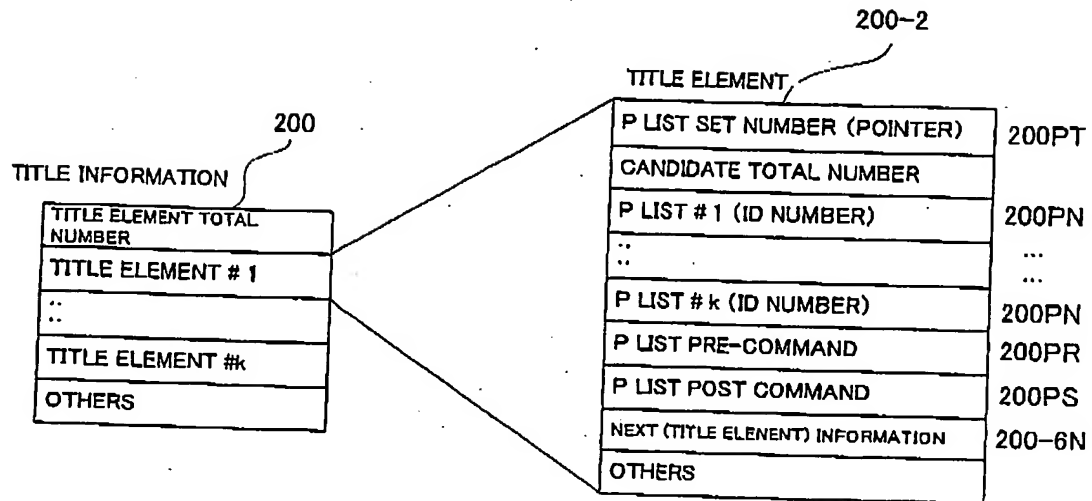 200-2
TITLE ELEMENT
P LIST SET NUMBER (POINTER) 200PT
CANDIDATE TOTAL NUMBER
P LIST #1 (ID NUMBER) 200PN
:: ...
...
P LIST #k (ID NUMBER) 200PN
P LIST PRE-COMMAND 200PR
P LIST POST COMMAND 200PS
NEXT (TITLE ELENENT) INFORMATION 200-6N
OTHERS
200
TITLE INFORMATION
TITLE ELEMENT TOTAL
NUMBER
TITLE ELEMENT # 1
::
TITLE ELEMENT #k
OTHERS